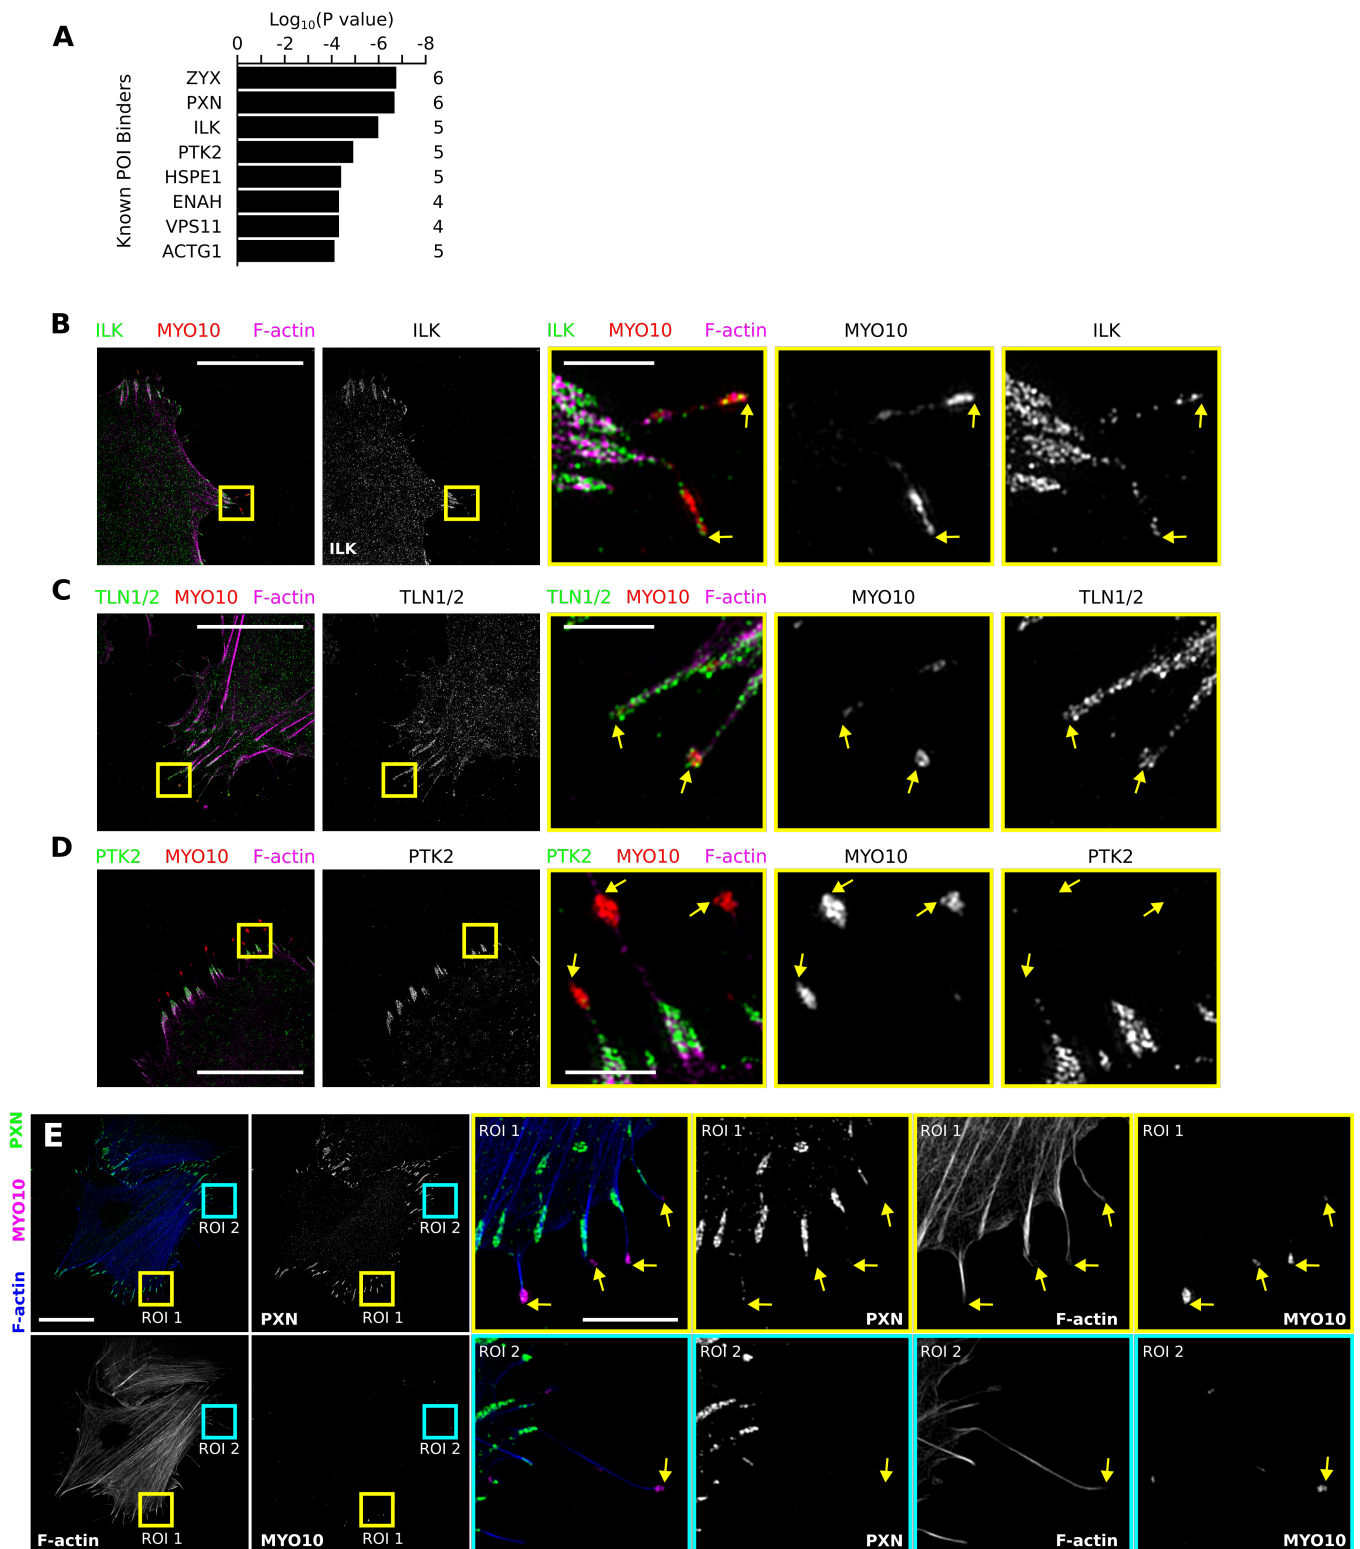 A
Log10(P value)
0 -2 -4 -6 -8
Known POI Binders
ZYX 6
PXN 6
ILK 5
PTK2 5
HSPE1 5
ENAH 4
VPS11 4
ACTG1 5
B
ILK MYO10 F-actin ILK ILK MYO10 F-actin MYO10 ILK
ILK
C
TLN1/2 MYO10 F-actin TLN1/2 TLN1/2 MYO10 F-actin MYO10 TLN1/2
D
PTK2 MYO10 F-actin PTK2 PTK2 MYO10 F-actin MYO10 PTK2
E
F-actin MYO10 PXN
ROI 2 ROI 2
ROI 1 PXN ROI 1
ROI 1 ROI 1 ROI 1 ROI 1
PXN F-actin MYO10
ROI 2 ROI 2
F-actin ROI 1 MYO10 ROI 1
ROI 2 ROI 2 ROI 2 ROI 2
PXN F-actin MYO10